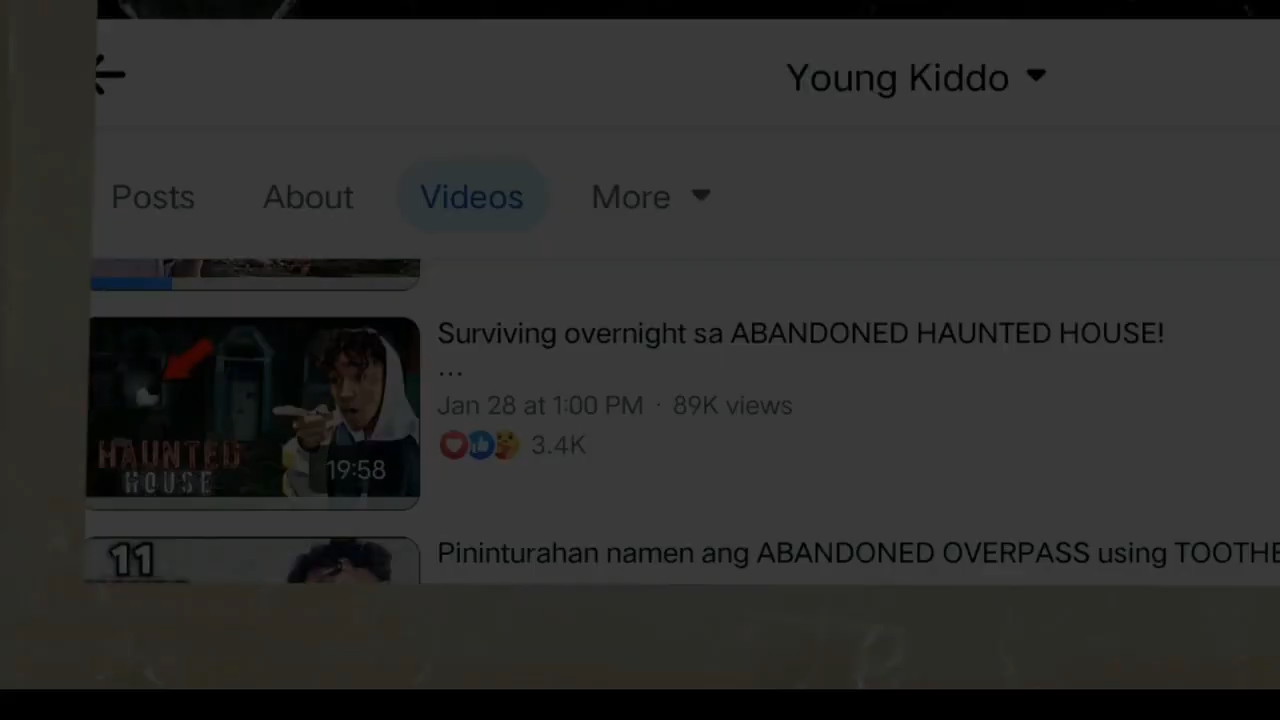 Young Kiddo
Posts About Videos More
Surviving overnight sa ABANDONED HAUNTED HOUSE!
...
Jan 28 at 1:00 PM · 89K views
3.4K
HAUNTED
HOUSE
19:58
11
Pininturahan namen ang ABANDONED OVERPASS using TOOTHB